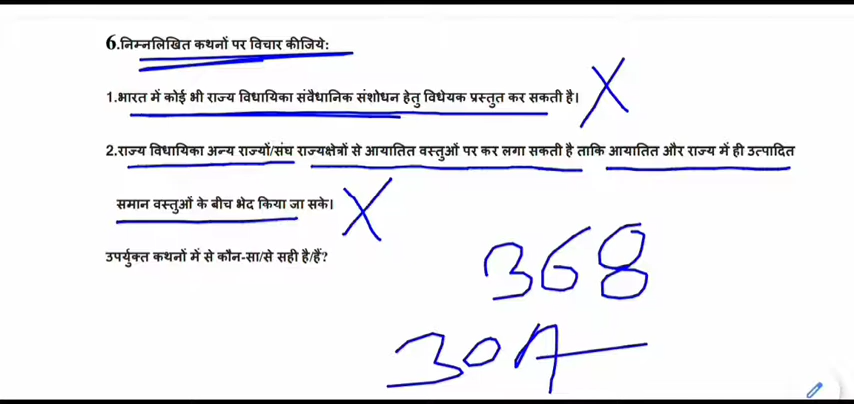 6.निम्नलिखित कथनों पर विचार कीजिये:
1.भारत में कोई भी राज्य विधायिका संवैधानिक संशोधन हेतु विधेयक प्रस्तुत कर सकती है। X
2.राज्य विधायिका अन्य राज्यों/संघ राज्यक्षेत्रों से आयातित वस्तुओं पर कर लगा सकती है ताकि आयातित और राज्य में ही उत्पादित
समान वस्तुओं के बीच भेद किया जा सके। X
उपर्युक्त कथनों में से कौन-सा/से सही है/हैं?
368